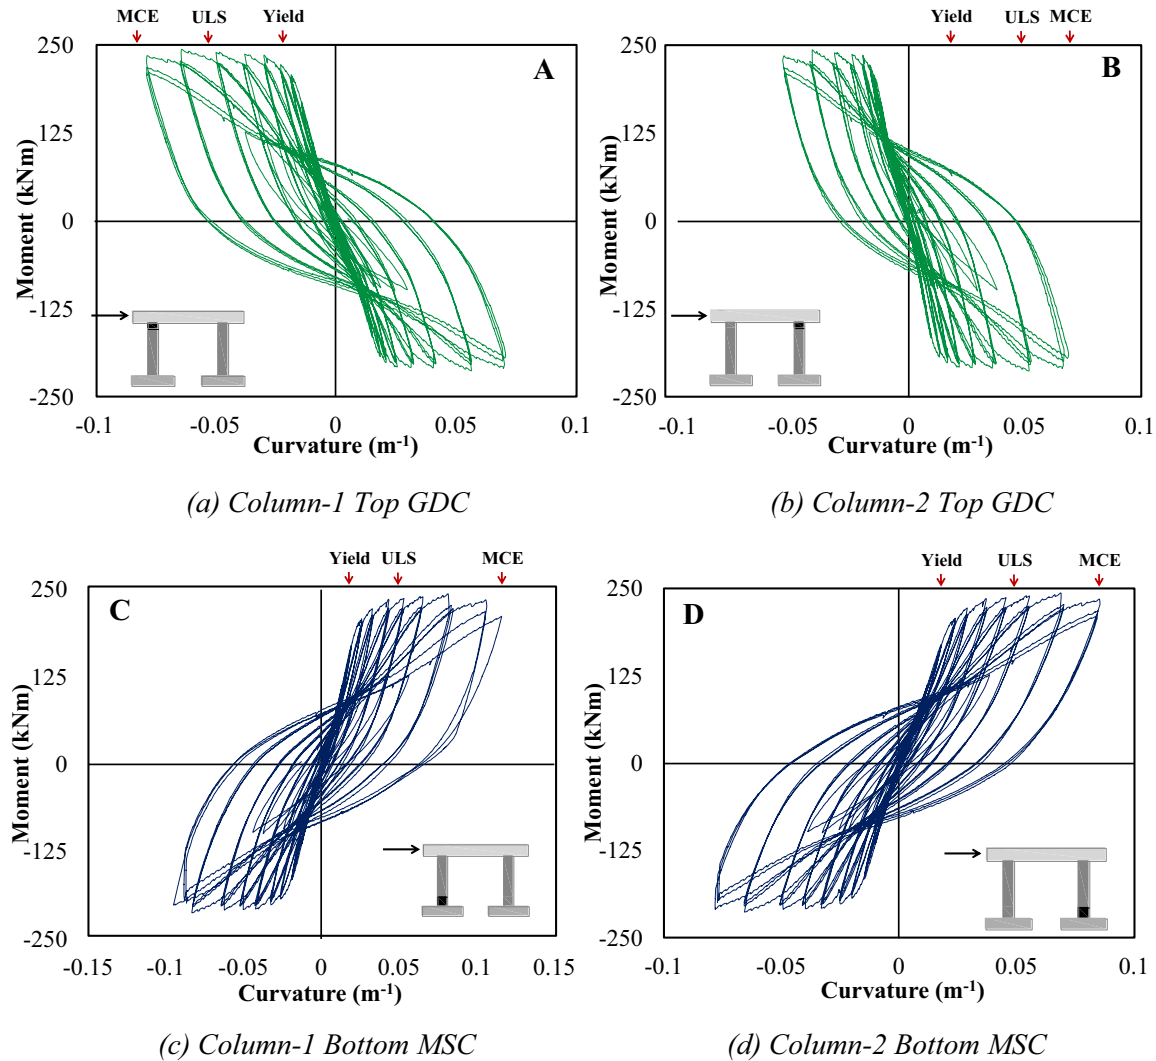 MCE ULS Yield
250
125
0
-125
-250
Moment (kNm)
A
-0.1 -0.05 0 0.05 0.1
Curvature (m⁻¹)
(a) Column-1 Top GDC
Yield ULS MCE
250
125
0
-125
-250
Moment (kNm)
B
-0.1 -0.05 0 0.05 0.1
Curvature (m⁻¹)
(b) Column-2 Top GDC
Yield ULS MCE
250
125
0
-125
-250
Moment (kNm)
C
-0.15 -0.1 -0.05 0 0.05 0.1 0.15
Curvature (m⁻¹)
(c) Column-1 Bottom MSC
Yield ULS MCE
250
125
0
-125
-250
Moment (kNm)
D
-0.1 -0.05 0 0.05 0.1
Curvature (m⁻¹)
(d) Column-2 Bottom MSC